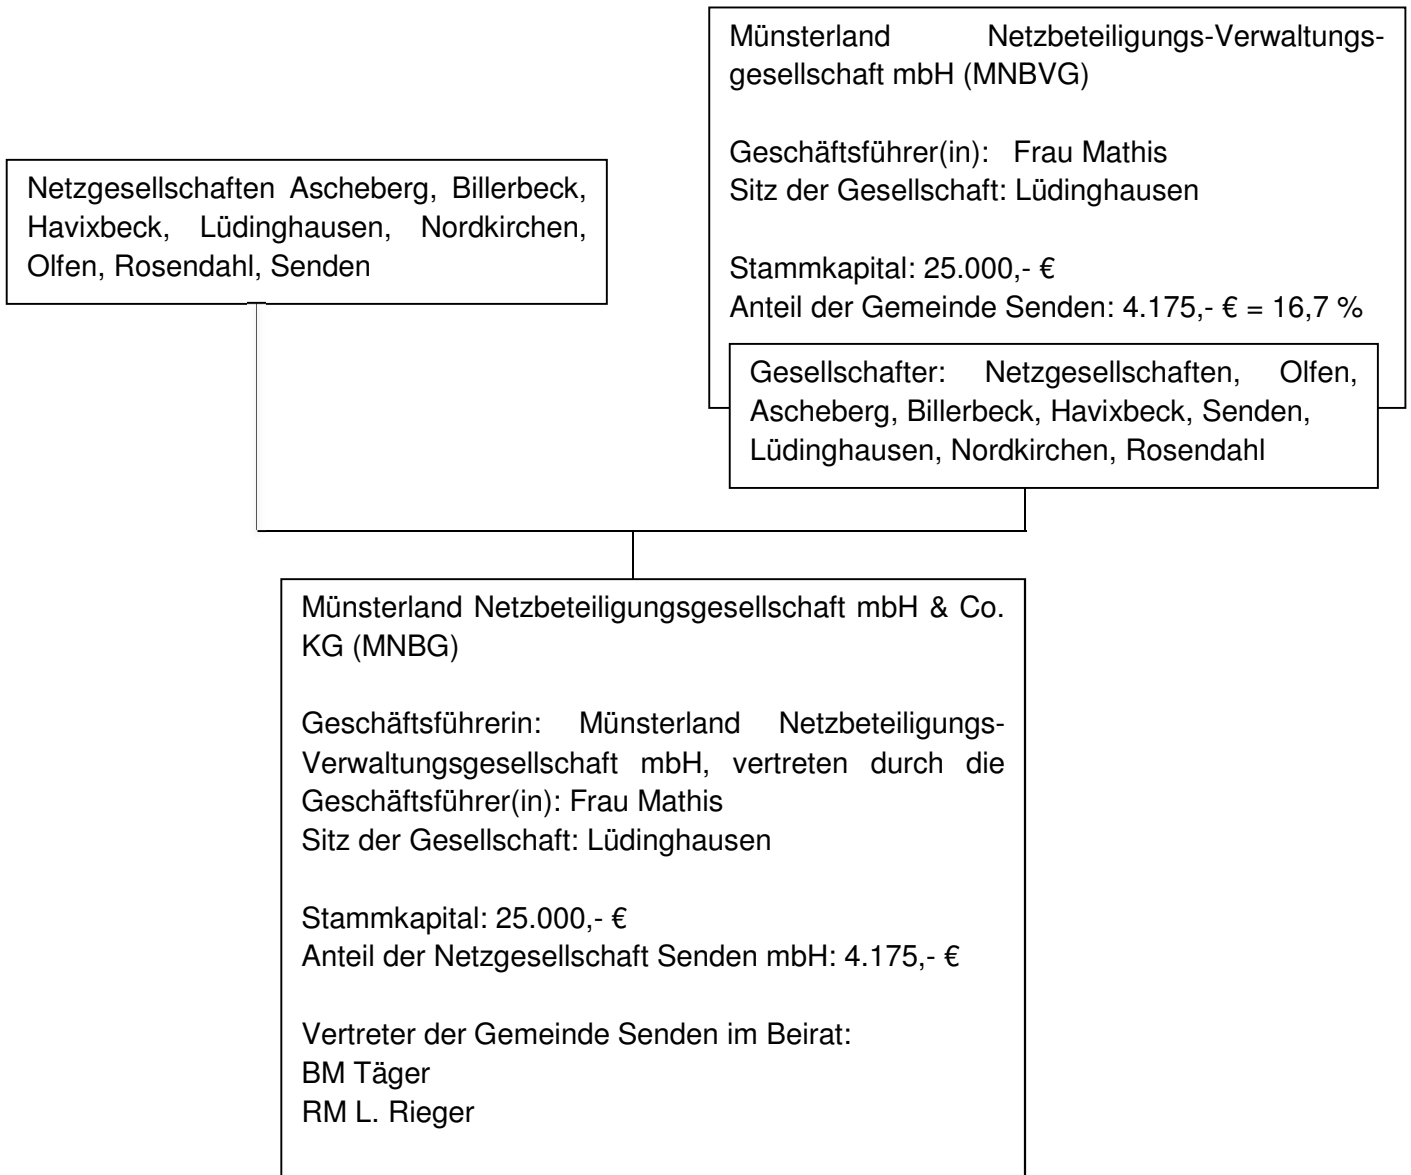 Münsterland Netzbeteiligungs-Verwaltungs-
gesellschaft mbH (MNBVG)
Geschäftsführer(in): Frau Mathis
Sitz der Gesellschaft: Lüdinghausen
Stammkapital: 25.000,- €
Anteil der Gemeinde Senden: 4.175,- € = 16,7 %
Netzgesellschaften Ascheberg, Billerbeck,
Havixbeck, Lüdinghausen, Nordkirchen,
Olfen, Rosendahl, Senden
Gesellschafter: Netzgesellschaften, Olfen,
Ascheberg, Billerbeck, Havixbeck, Senden,
Lüdinghausen, Nordkirchen, Rosendahl
Münsterland Netzbeteiligungsgesellschaft mbH & Co.
KG (MNBG)
Geschäftsführerin: Münsterland Netzbeteiligungs-
Verwaltungsgesellschaft mbH, vertreten durch die
Geschäftsführer(in): Frau Mathis
Sitz der Gesellschaft: Lüdinghausen
Stammkapital: 25.000,- €
Anteil der Netzgesellschaft Senden mbH: 4.175,- €
Vertreter der Gemeinde Senden im Beirat:
BM Täger
RM L. Rieger